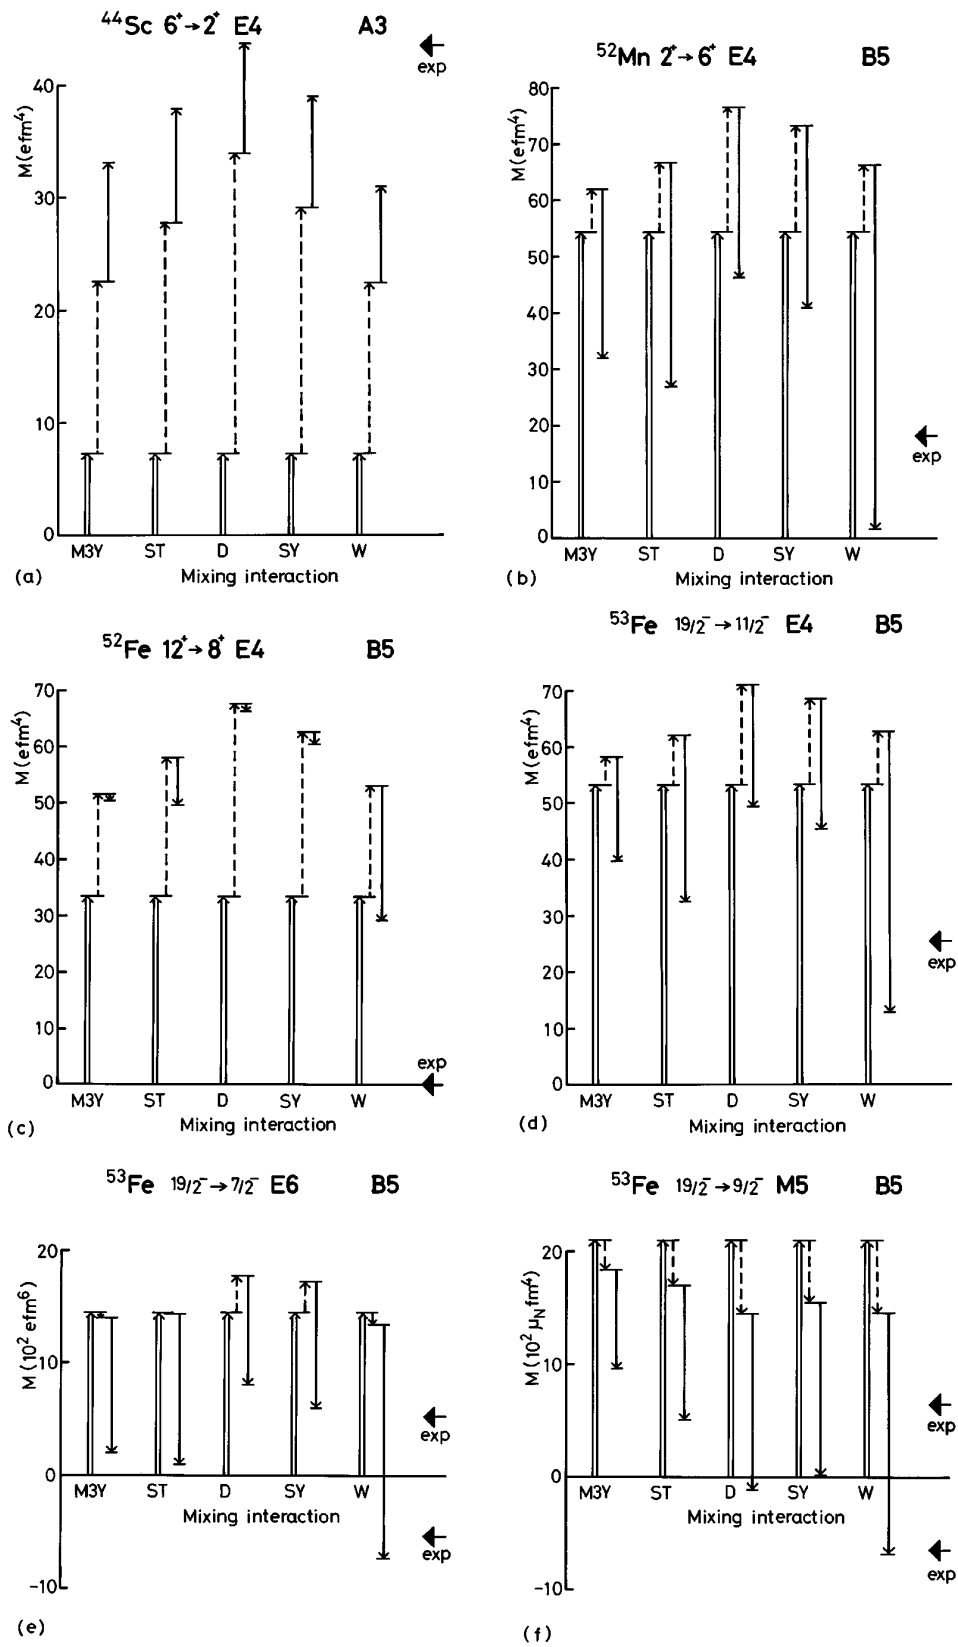 ⁴⁴Sc 6⁺→2⁺ E4 A3
exp
M(efm⁴)
40
30
20
10
0
M3Y ST D SY W
Mixing interaction
(a)
⁵²Mn 2⁺→6⁺ E4 B5
M(efm⁴)
80
70
60
50
40
30
20
10
0
exp
M3Y ST D SY W
Mixing interaction
(b)
⁵²Fe 12⁺→8⁺ E4 B5
M(efm⁴)
70
60
50
40
30
20
10
0
exp
M3Y ST D SY W
Mixing interaction
(c)
⁵³Fe 19/2⁻→11/2⁻ E4 B5
M(efm⁴)
70
60
50
40
30
20
10
0
exp
M3Y ST D SY W
Mixing interaction
(d)
⁵³Fe 19/2⁻→7/2⁻ E6 B5
M(10² efm⁶)
20
10
0
-10
exp
M3Y ST D SY W
Mixing interaction
exp
(e)
⁵³Fe 19/2⁻→9/2⁻ M5 B5
M(10² μNfm⁴)
20
10
0
-10
exp
M3Y ST D SY W
Mixing interaction
exp
(f)